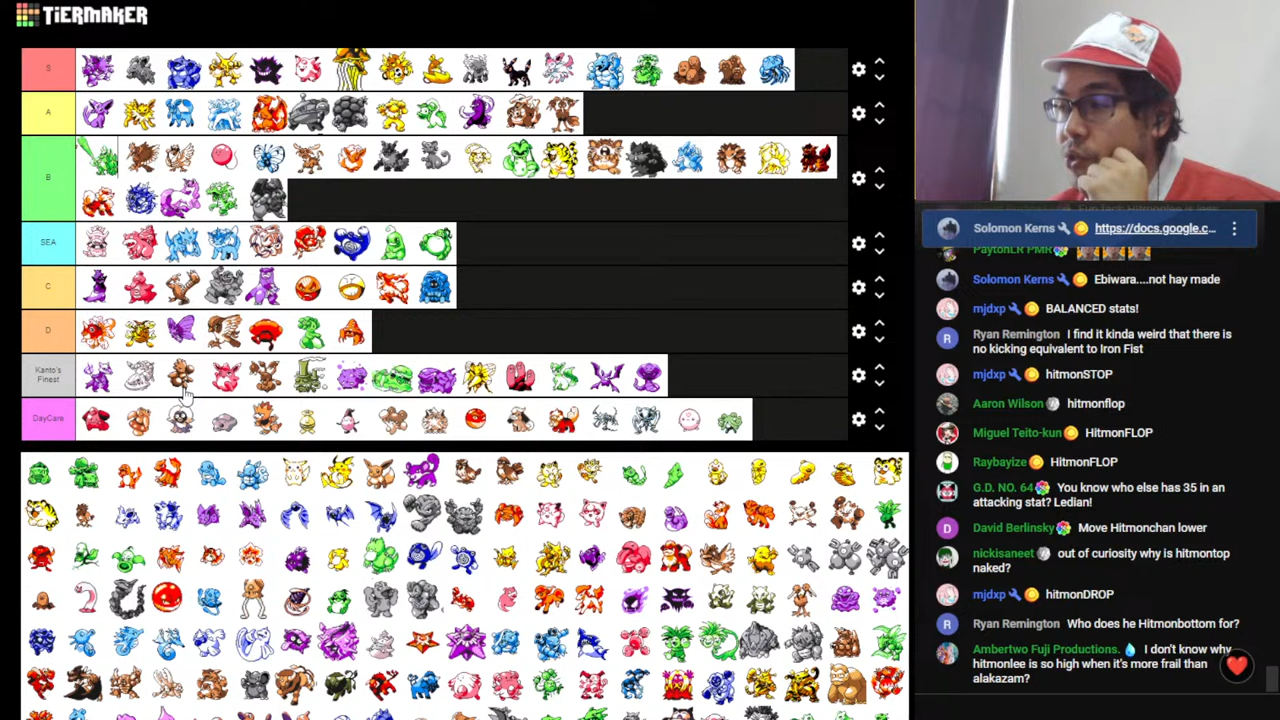 TIERMAKER
S
A
B
SEA
C
D
Kanto's
Finest
DayCare
Solomon Kerns https://docs.google.c...
PaytonLR PMR
Solomon Kerns Ebiwara....not hay made
mjdxp BALANCED stats!
Ryan Remington I find it kinda weird that there
is no kicking equivalent to Iron Fist
mjdxp hitmonSTOP
Aaron Wilson hitmonflop
Miguel Teito-kun HitmonFLOP
Raybayize HitmonFLOP
G.D. NO. 64 You know who else has 35 in an
attacking stat? Ledian!
David Berlinsky Move Hitmonchan lower
nickisaneet out of curiosity why is hitmontop
naked?
mjdxp hitmonDROP
Ryan Remington Who does he Hitmonbottom for?
Ambertwo Fuji Productions. I don't know why
hitmonlee is so high when it's more frail than
alakazam?